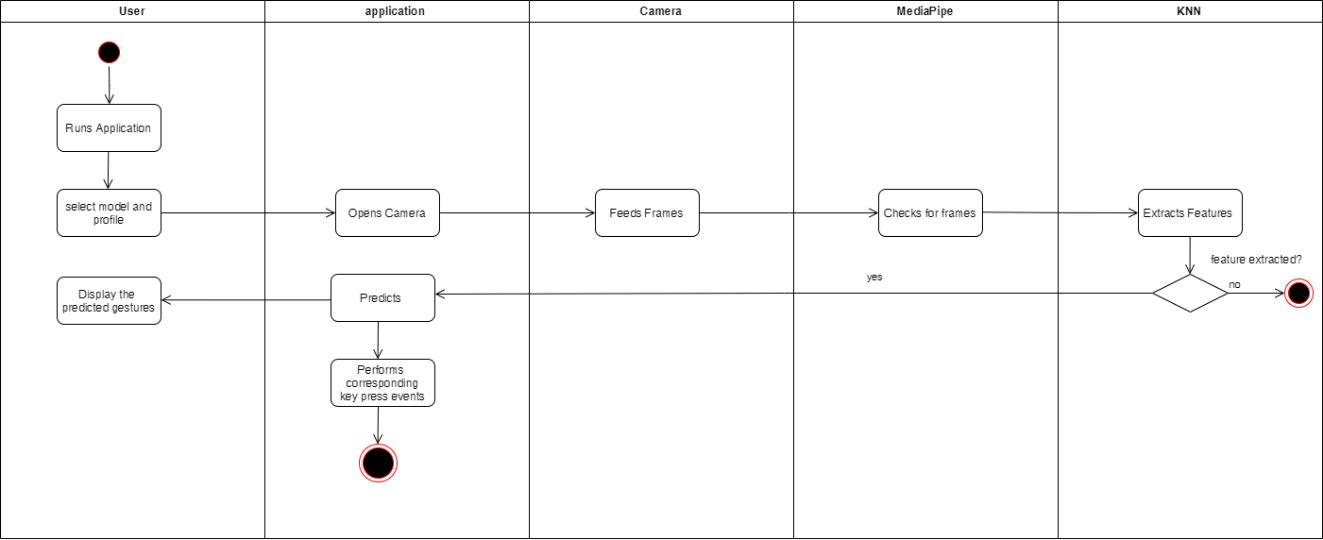 User
application
Camera
MediaPipe
KNN
Runs Application
select model and
profile
Opens Camera
Feeds Frames
Checks for frames
Extracts Features
feature extracted?
yes
no
Display the
predicted gestures
Predicts
Performs
corresponding
key press events